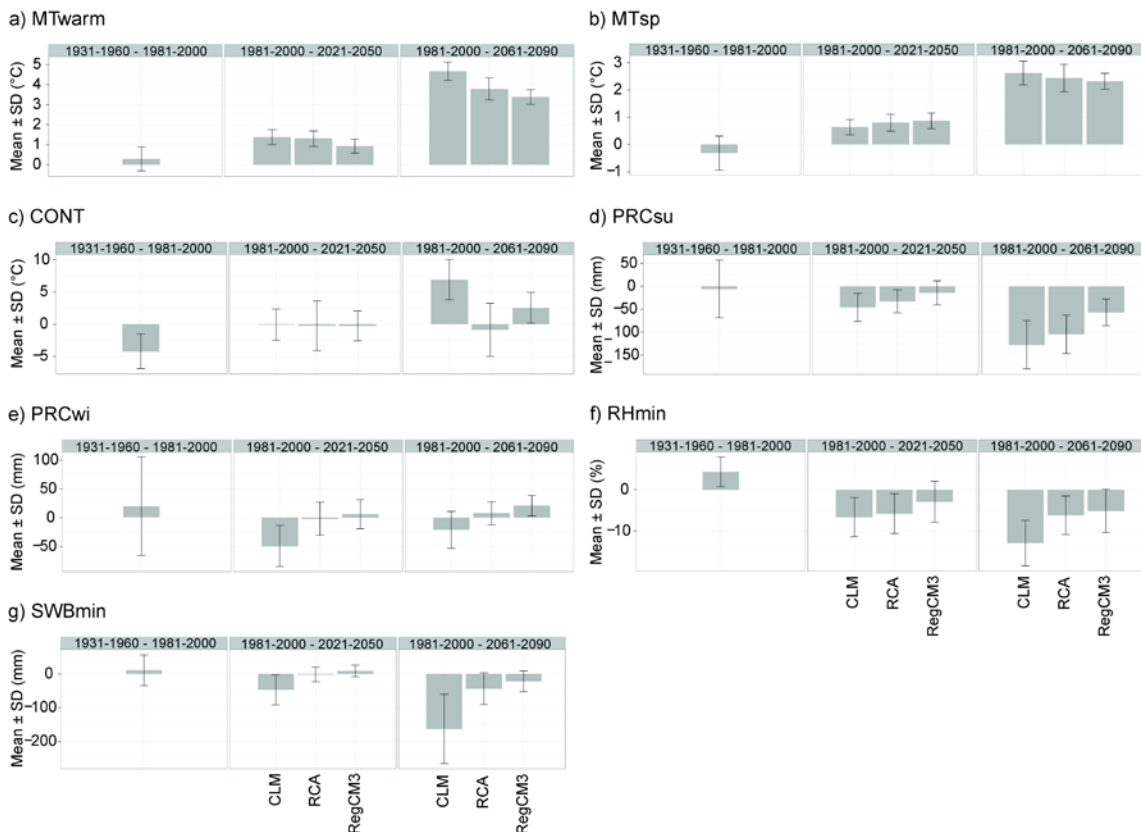 a) MTwarm
1931-1960 - 1981-2000 1981-2000 - 2021-2050 1981-2000 - 2061-2090
Mean ± SD (°C)
5
4
3
2
1
0
b) MTsp
1931-1960 - 1981-2000 1981-2000 - 2021-2050 1981-2000 - 2061-2090
Mean ± SD (°C)
3
2
1
0
−1
c) CONT
1931-1960 - 1981-2000 1981-2000 - 2021-2050 1981-2000 - 2061-2090
Mean ± SD (°C)
10
5
0
−5
d) PRCsu
1931-1960 - 1981-2000 1981-2000 - 2021-2050 1981-2000 - 2061-2090
Mean ± SD (mm)
50
0
−50
−100
−150
e) PRCwi
1931-1960 - 1981-2000 1981-2000 - 2021-2050 1981-2000 - 2061-2090
Mean ± SD (mm)
100
50
0
−50
f) RHmin
1931-1960 - 1981-2000 1981-2000 - 2021-2050 1981-2000 - 2061-2090
Mean ± SD (%)
0
−10
CLM RCA RegCM3 CLM RCA RegCM3
g) SWBmin
1931-1960 - 1981-2000 1981-2000 - 2021-2050 1981-2000 - 2061-2090
Mean ± SD (mm)
0
−100
−200
CLM RCA RegCM3 CLM RCA RegCM3